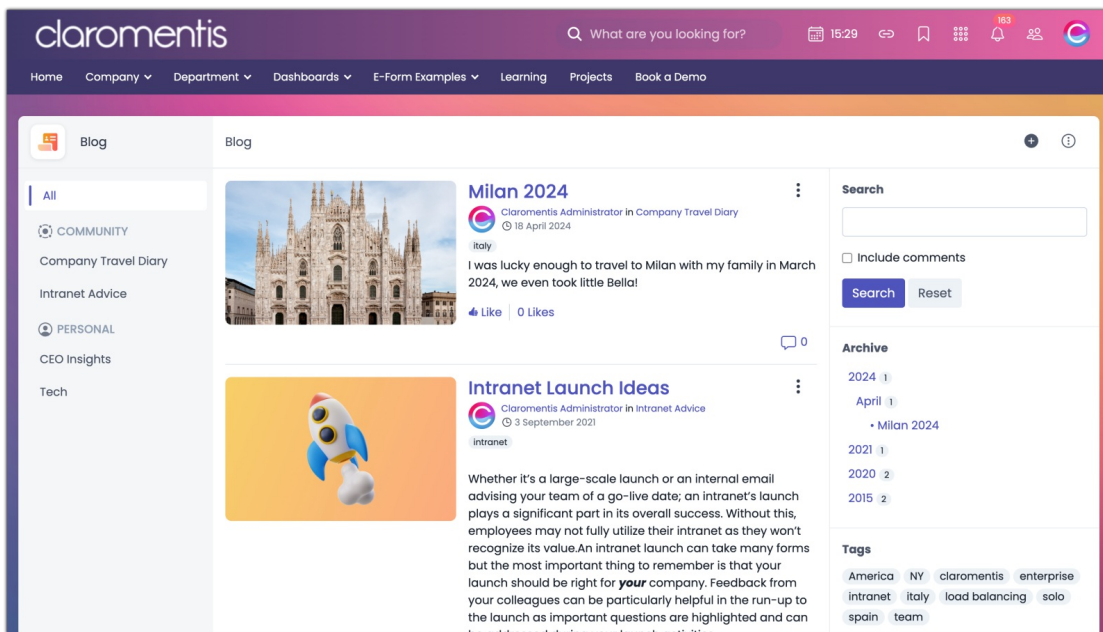 claromentis
What are you looking for?
15:29
163
Home Company Department Dashboards E-Form Examples Learning Projects Book a Demo
Blog
All
COMMUNITY
Company Travel Diary
Intranet Advice
PERSONAL
CEO Insights
Tech
Blog
Milan 2024
Claromentis Administrator in Company Travel Diary
18 April 2024
italy
I was lucky enough to travel to Milan with my family in March
2024, we even took little Bella!
Like 0 Likes
0
Intranet Launch Ideas
Claromentis Administrator in Intranet Advice
3 September 2021
intranet
Whether it's a large-scale launch or an internal email
advising your team of a go-live date; an intranet's launch
plays a significant part in its overall success. Without this,
employees may not fully utilize their intranet as they won't
recognize its value.An intranet launch can take many forms
but the most important thing to remember is that your
launch should be right for your company. Feedback from
your colleagues can be particularly helpful in the run-up to
the launch as important questions are highlighted and can
Search
Include comments
Search Reset
Archive
2024 1
April 1
• Milan 2024
2021 1
2020 2
2015 2
Tags
America NY claromentis enterprise
intranet italy load balancing solo
spain team